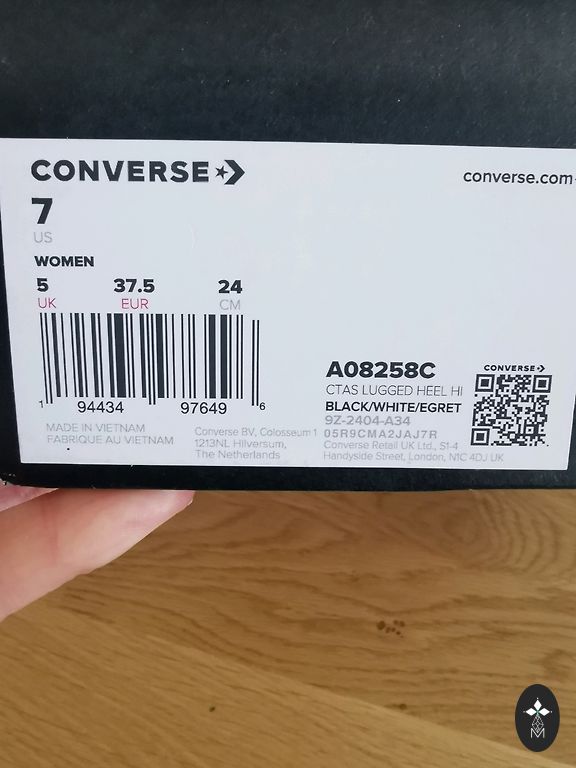 CONVERSE
converse.com
7
US
WOMEN
5 37.5 24
UK EUR CM
1 94434 97649 6
MADE IN VIETNAM
FABRIQUE AU VIETNAM
Converse BV, Colosseum 1
1213NL Hilversum,
The Netherlands
A08258C
CTAS LUGGED HEEL HI
BLACK/WHITE/EGRET
9Z-2404-A34
05R9CMA2JAJ7R
Converse Retail UK Ltd., S1-4
Handyside Street, London, N1C 4DJ UK
CONVERSE
M